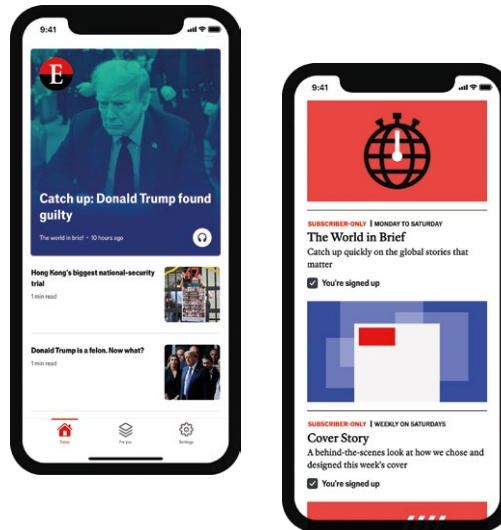 9:41
E
Catch up: Donald Trump found
guilty
The world in brief • 10 hours ago
Hong Kong's biggest national-security
trial
1 min read
Donald Trump is a felon. Now what?
1 min read
Today
For you
Settings
9:41
SUBSCRIBER-ONLY | MONDAY TO SATURDAY
The World in Brief
Catch up quickly on the global stories that
matter
You're signed up
SUBSCRIBER-ONLY | WEEKLY ON SATURDAYS
Cover Story
A behind-the-scenes look at how we chose and
designed this week's cover
You're signed up